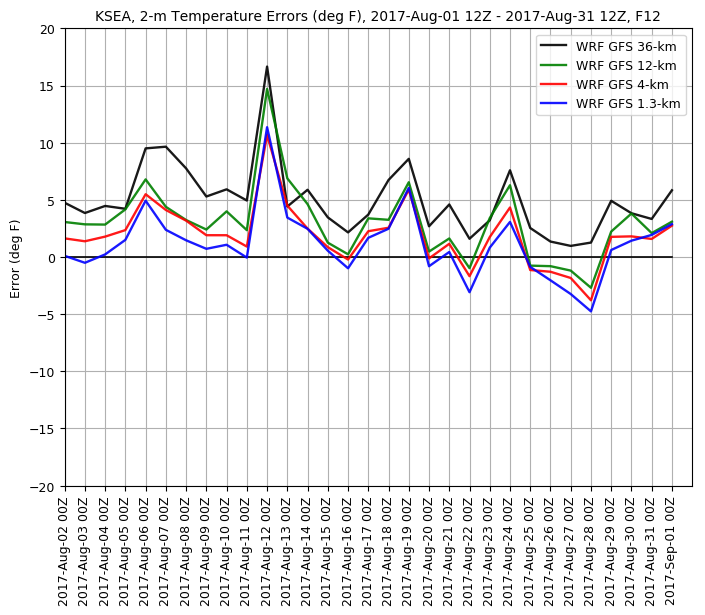 KSEA, 2-m Temperature Errors (deg F), 2017-Aug-01 12Z - 2017-Aug-31 12Z, F12
WRF GFS 36-km
WRF GFS 12-km
WRF GFS 4-km
WRF GFS 1.3-km
Error (deg F)
20
15
10
5
0
−5
−10
−15
−20
2017-Aug-02 00Z
2017-Aug-03 00Z
2017-Aug-04 00Z
2017-Aug-05 00Z
2017-Aug-06 00Z
2017-Aug-07 00Z
2017-Aug-08 00Z
2017-Aug-09 00Z
2017-Aug-10 00Z
2017-Aug-11 00Z
2017-Aug-12 00Z
2017-Aug-13 00Z
2017-Aug-14 00Z
2017-Aug-15 00Z
2017-Aug-16 00Z
2017-Aug-17 00Z
2017-Aug-18 00Z
2017-Aug-19 00Z
2017-Aug-20 00Z
2017-Aug-21 00Z
2017-Aug-22 00Z
2017-Aug-23 00Z
2017-Aug-24 00Z
2017-Aug-25 00Z
2017-Aug-26 00Z
2017-Aug-27 00Z
2017-Aug-28 00Z
2017-Aug-29 00Z
2017-Aug-30 00Z
2017-Aug-31 00Z
2017-Sep-01 00Z